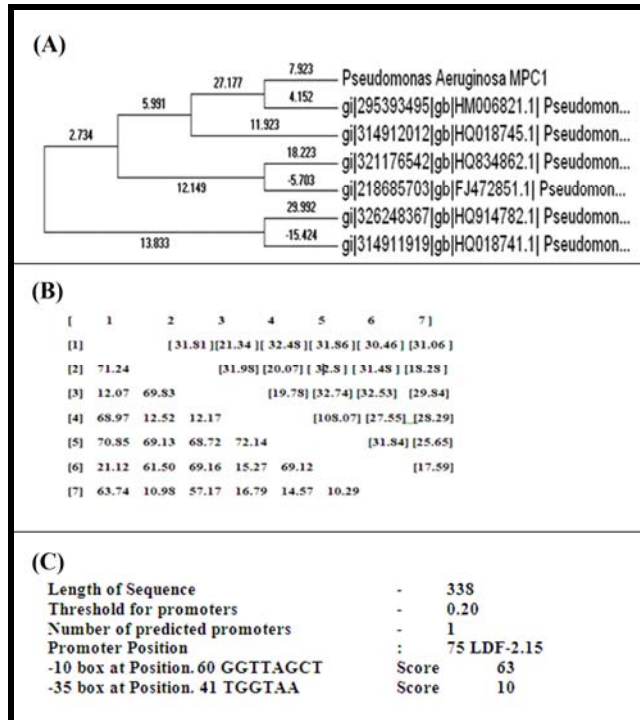 (A)
7.923
Pseudomonas Aeruginosa MPC1
27.177
4.152
gi|295393495|gb|HM006821.1| Pseudomon...
5.991
11.923
gi|314912012|gb|HQ018745.1| Pseudomon...
2.734
18.223
gi|321176542|gb|HQ834862.1| Pseudomon...
12.149
-5.703
gi|218685703|gb|FJ472851.1| Pseudomon...
29.992
gi|326248367|gb|HQ914782.1| Pseudomon...
13.833
-15.424
gi|314911919|gb|HQ018741.1| Pseudomon...
(B)
[ 1 2 3 4 5 6 7 ]
[1] [ 31.81] [21.34 ][ 32.48] [ 31.86] [ 30.46] [31.06 ]
[2] 71.24 [31.98] [20.07] [ 32.8 ] [ 31.48 ] [18.28 ]
[3] 12.07 69.83 [19.78] [32.74] [32.53] [29.84]
[4] 68.97 12.52 12.17 [108.07] [27.55] [28.29]
[5] 70.85 69.13 68.72 72.14 [31.84] [25.65]
[6] 21.12 61.50 69.16 15.27 69.12 [17.59]
[7] 63.74 10.98 57.17 16.79 14.57 10.29
(C)
Length of Sequence - 338
Threshold for promoters - 0.20
Number of predicted promoters - 1
Promoter Position : 75 LDF-2.15
-10 box at Position. 60 GGTTAGCT Score 63
-35 box at Position. 41 TGGTAA Score 10